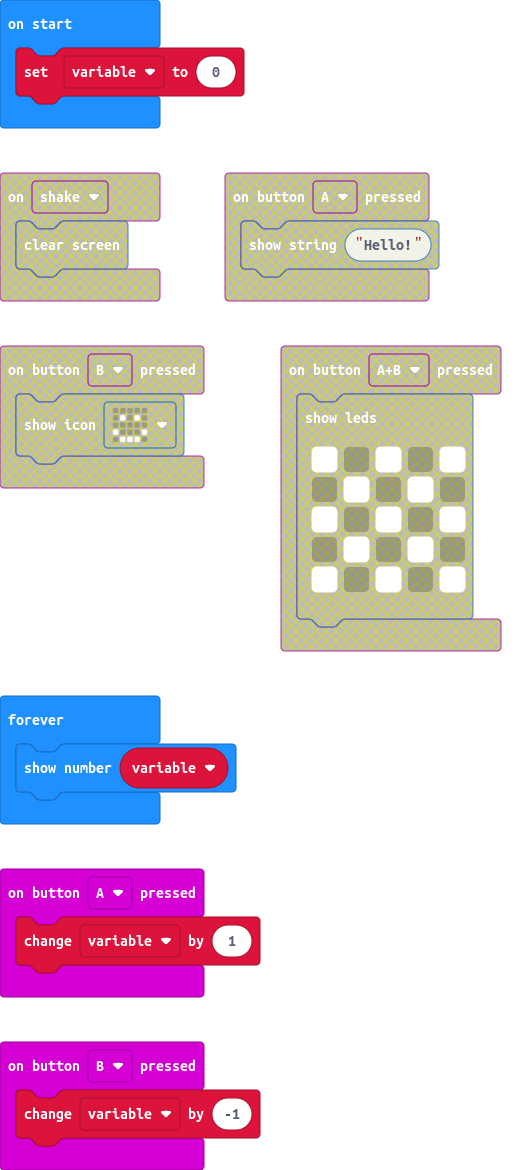 on start
set variable to 0
on shake
clear screen
on button A pressed
show string "Hello!"
on button B pressed
show icon
on button A+B pressed
show leds
forever
show number variable
on button A pressed
change variable by 1
on button B pressed
change variable by -1